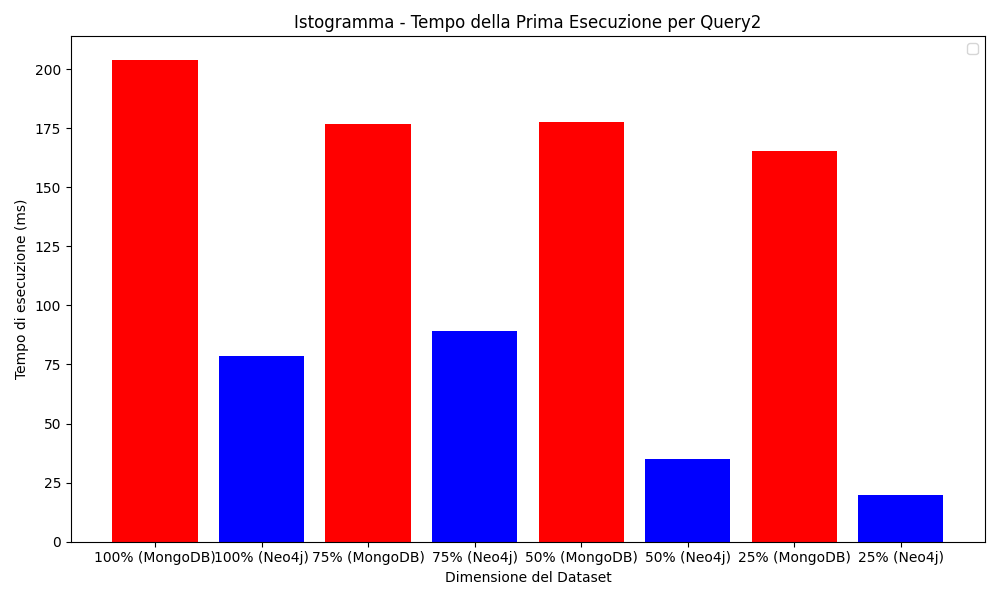 Istogramma - Tempo della Prima Esecuzione per Query2
Tempo di esecuzione (ms)
200
175
150
125
100
75
50
25
0
100% (MongoDB)
100% (Neo4j)
75% (MongoDB)
75% (Neo4j)
50% (MongoDB)
50% (Neo4j)
25% (MongoDB)
25% (Neo4j)
Dimensione del Dataset